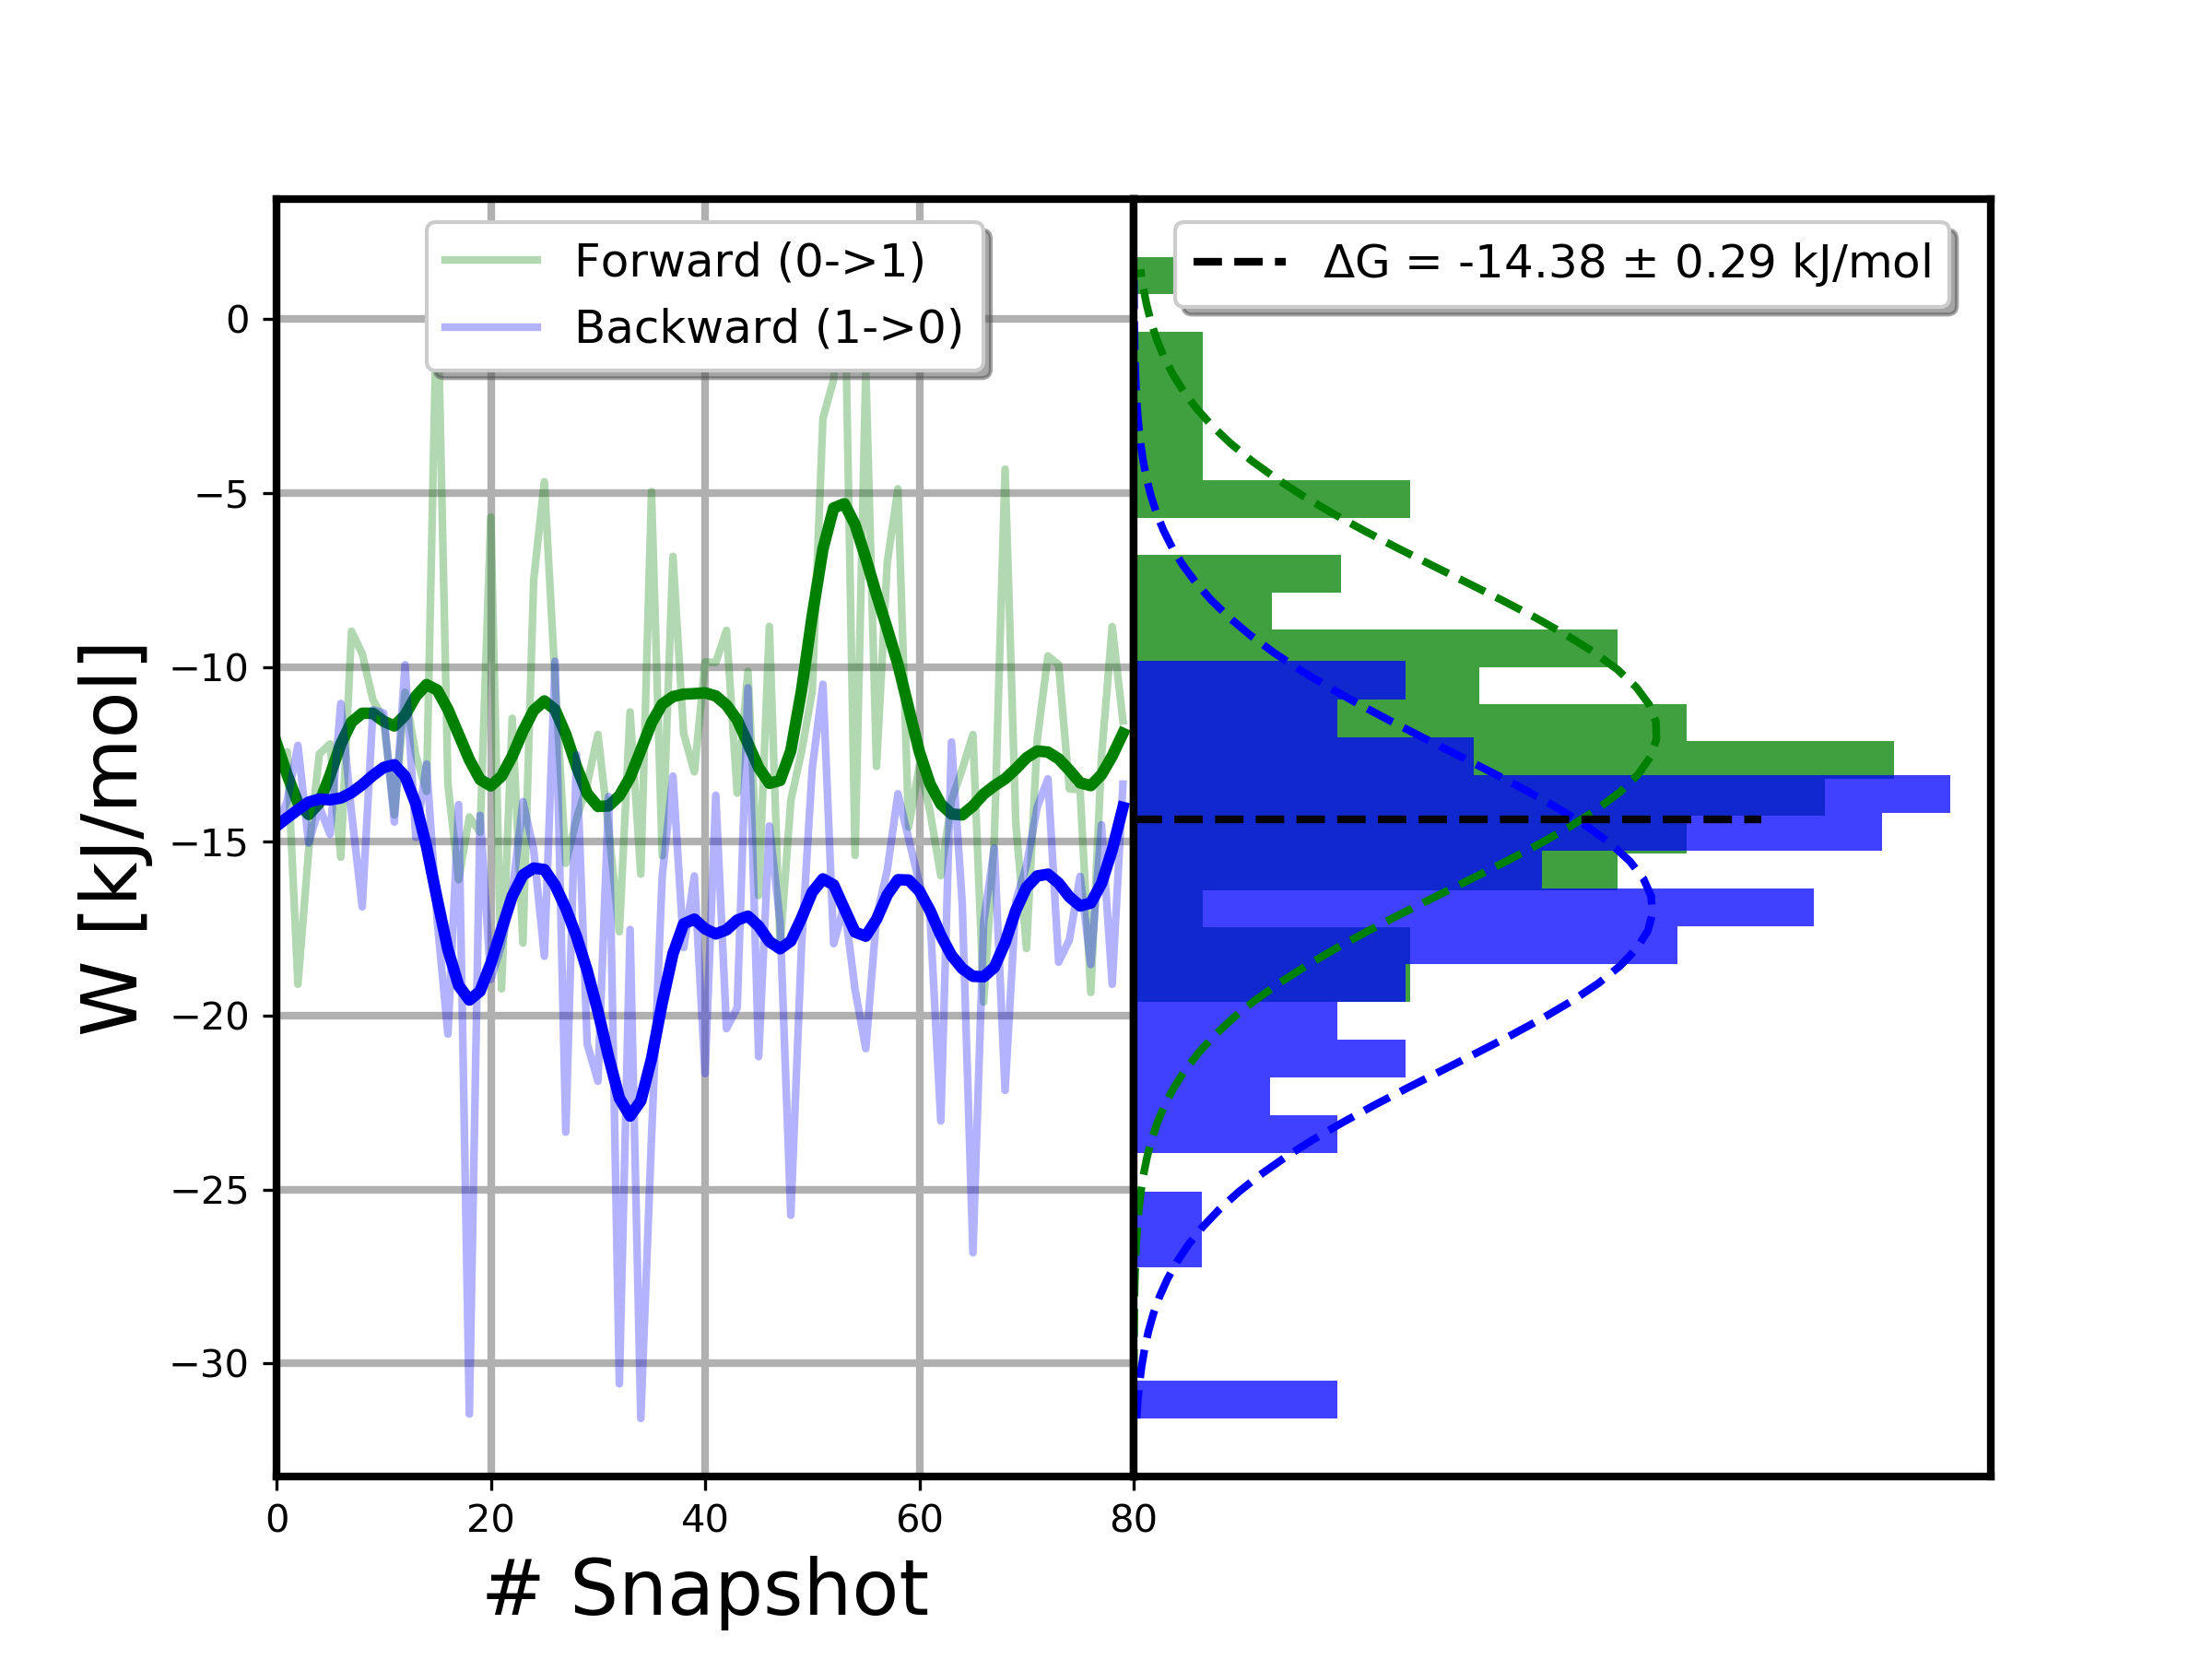 Forward (0->1)
Backward (1->0)
ΔG = -14.38 ± 0.29 kJ/mol
0
−5
−10
−15
−20
−25
−30
W [kJ/mol]
0 20 40 60 80
# Snapshot